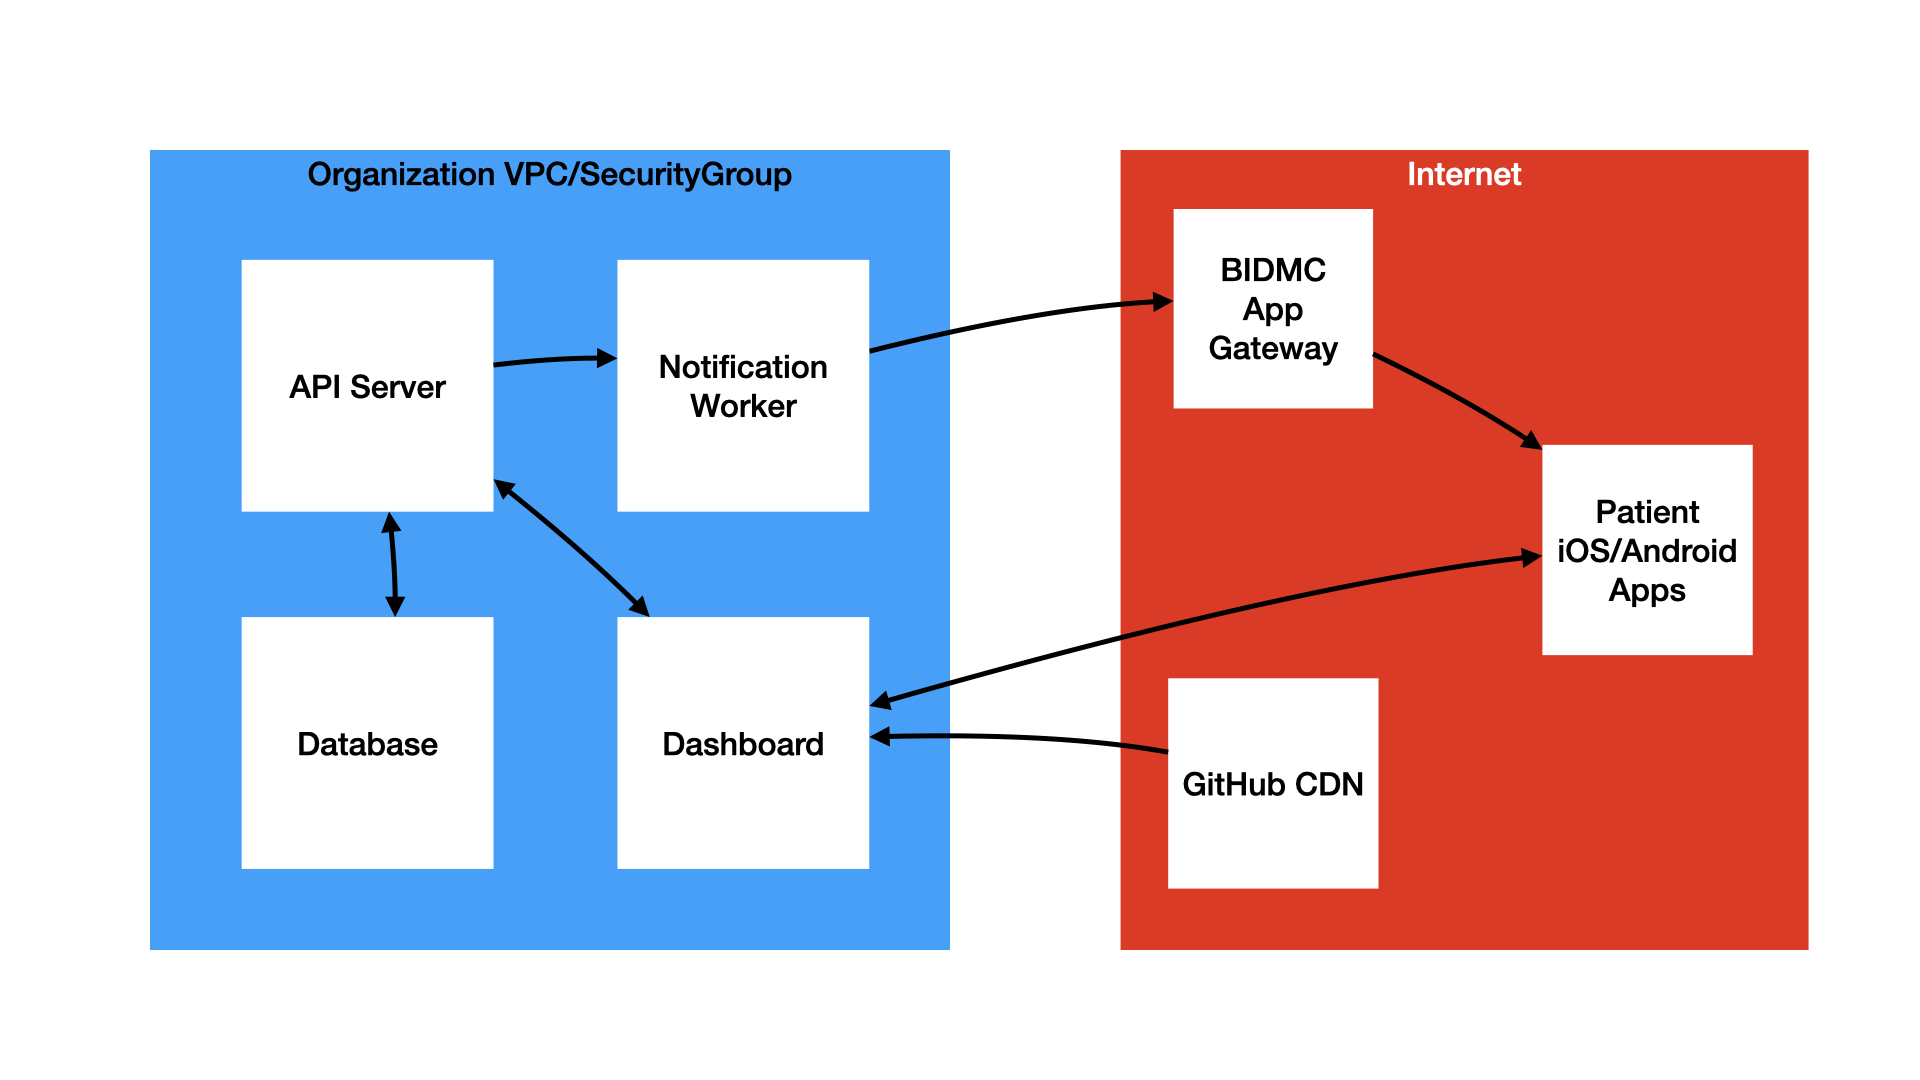 Organization VPC/SecurityGroup
API Server
Notification
Worker
Database
Dashboard
Internet
BIDMC
App
Gateway
Patient
iOS/Android
Apps
GitHub CDN